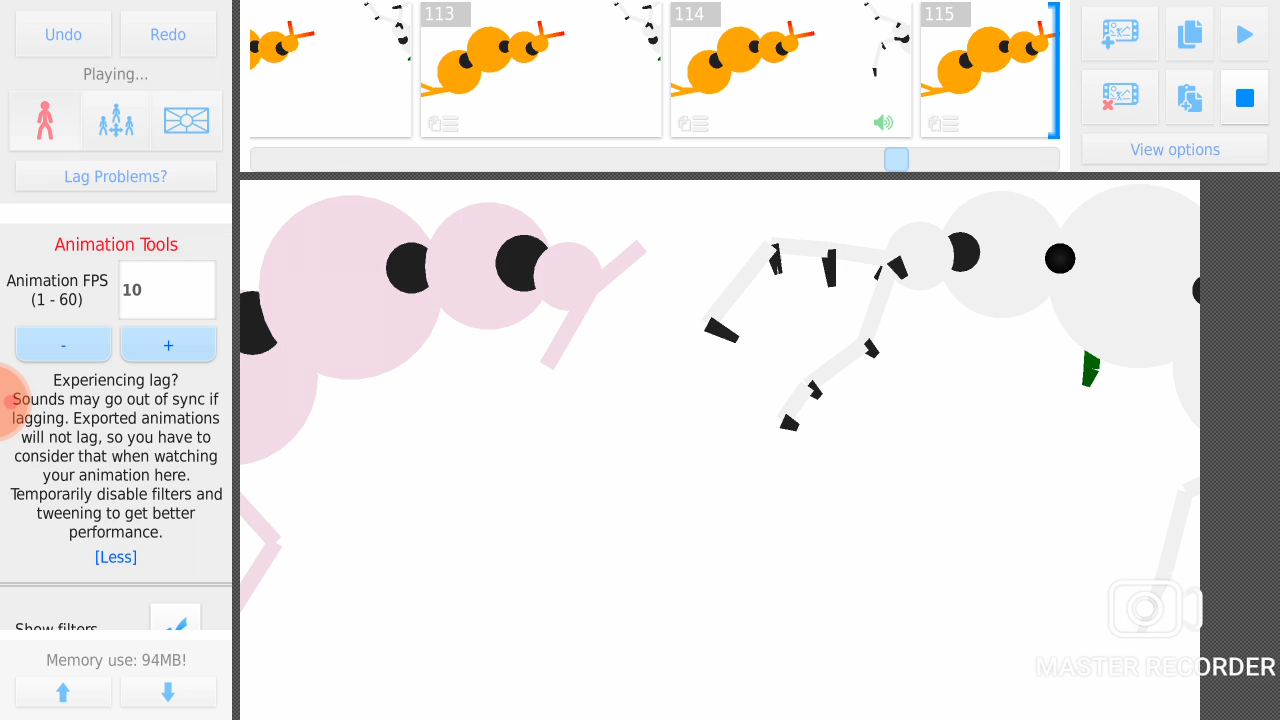 Undo
Redo
Playing...
Lag Problems?
Animation Tools
Animation FPS
(1 - 60)
10
-
+
Experiencing lag?
Sounds may go out of sync if
lagging. Exported animations
will not lag, so you have to
consider that when watching
your animation here.
Temporarily disable filters and
tweening to get better
performance.
[Less]
Show filters
Memory use: 94MB!
113
114
115
View options
MASTER RECORDER